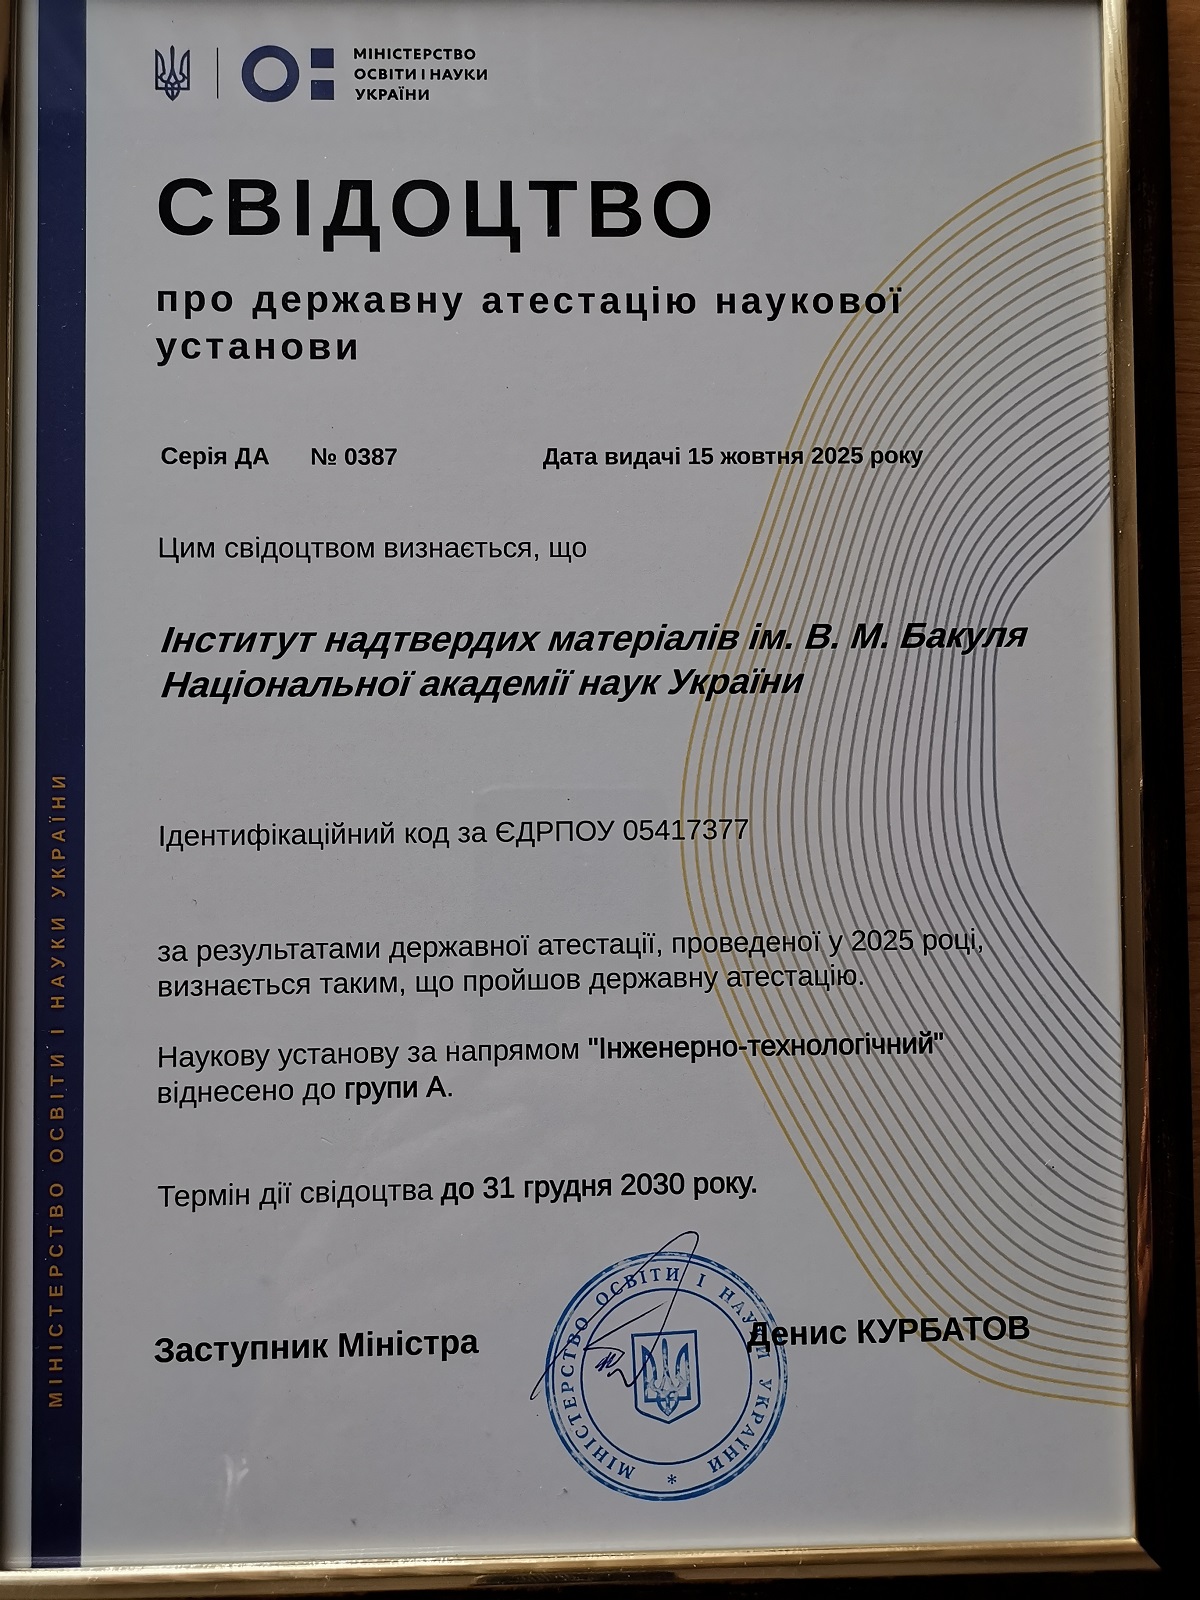 МІНІСТЕРСТВО
ОСВІТИ І НАУКИ
УКРАЇНИ
СВІДОЦТВО
про державну атестацію наукової
установи
Серія ДА № 0387 Дата видачі 15 жовтня 2025 року
Цим свідоцтвом визнається, що
Інститут надтвердих матеріалів ім. В. М. Бакуля
Національної академії наук України
Ідентифікаційний код за ЄДРПОУ 05417377
за результатами державної атестації, проведеної у 2025 році,
визнається таким, що пройшов державну атестацію.
Наукову установу за напрямом "Інженерно-технологічний"
віднесено до групи А.
Термін дії свідоцтва до 31 грудня 2030 року.
Заступник Міністра Денис КУРБАТОВ
МІНІСТЕРСТВО ОСВІТИ І НАУКИ УКРАЇНИ *
МІНІСТЕРСТВО ОСВІТИ І НАУКИ УКРАЇНИ